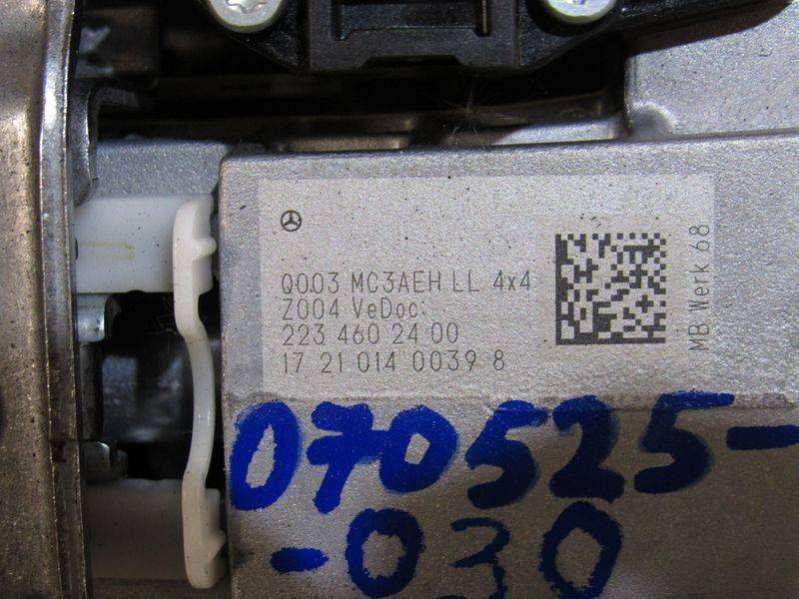 Q003 MC3AEH LL 4x4
Z004 VeDoc
223 460 24 00
17 21 014 0039 8
MB Werk 68
070525-
-030